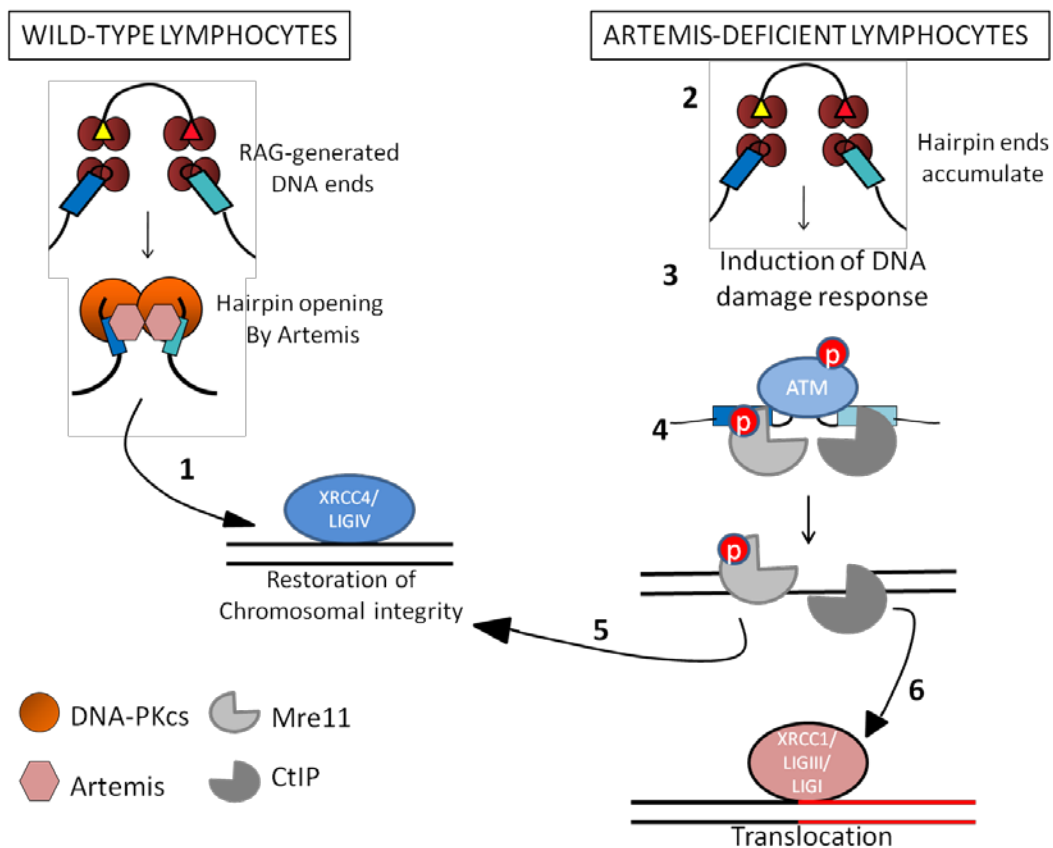 WILD-TYPE LYMPHOCYTES
RAG-generated
DNA ends
Hairpin opening
By Artemis
1
XRCC4/
LIGIV
Restoration of
Chromosomal integrity
DNA-PKcs
Mre11
Artemis
CtIP
ARTEMIS-DEFICIENT LYMPHOCYTES
2
Hairpin ends
accumulate
3
Induction of DNA
damage response
p
ATM
4
p
p
5
6
XRCC1/
LIGIII/
LIGI
Translocation